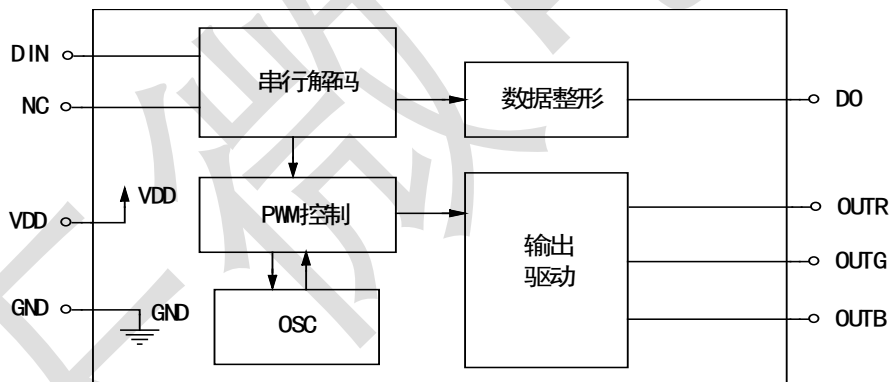 DIN
串行解码
数据整形
DO
NC
VDD
VDD
PWM控制
输出
驱动
OUTR
OUTG
OUTB
GND
GND
OSC